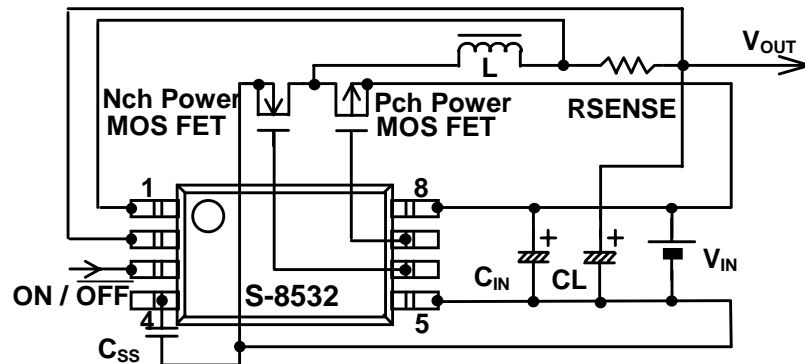 V_OUT
L
Nch Power
MOS FET
Pch Power
MOS FET
RSENSE
1
8
ON / OFF
S-8532
C_IN
CL
V_IN
4
5
C_SS